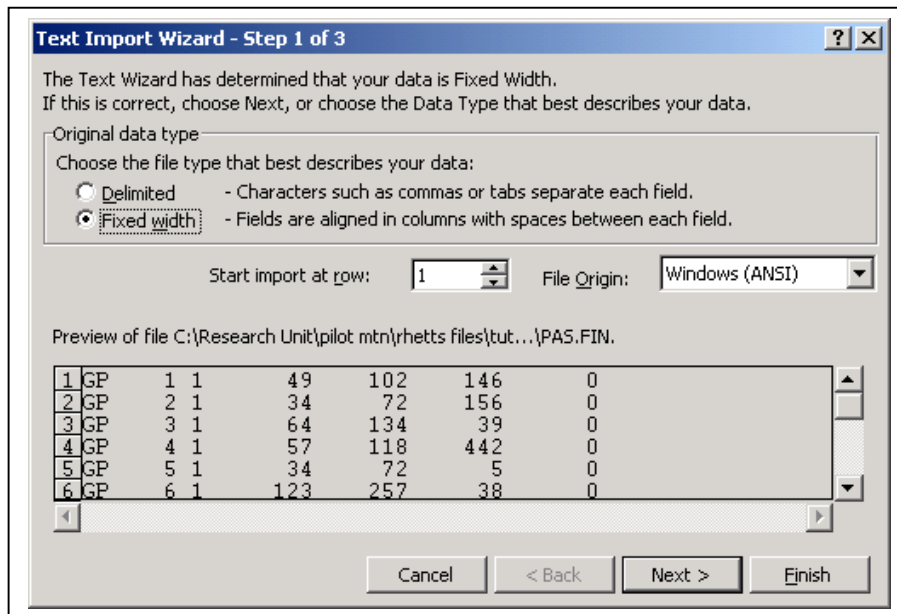 Text Import Wizard - Step 1 of 3
The Text Wizard has determined that your data is Fixed Width.
If this is correct, choose Next, or choose the Data Type that best describes your data.
Original data type
Choose the file type that best describes your data:
Delimited - Characters such as commas or tabs separate each field.
Fixed width - Fields are aligned in columns with spaces between each field.
Start import at row: 1 File Origin: Windows (ANSI)
Preview of file C:\Research Unit\pilot mtn\rhetts files\tut...\PAS.FIN.
1 GP 1 1 49 102 146 0
2 GP 2 1 34 72 156 0
3 GP 3 1 64 134 39 0
4 GP 4 1 57 118 442 0
5 GP 5 1 34 72 5 0
6 GP 6 1 123 257 38 0
Cancel < Back Next > Finish